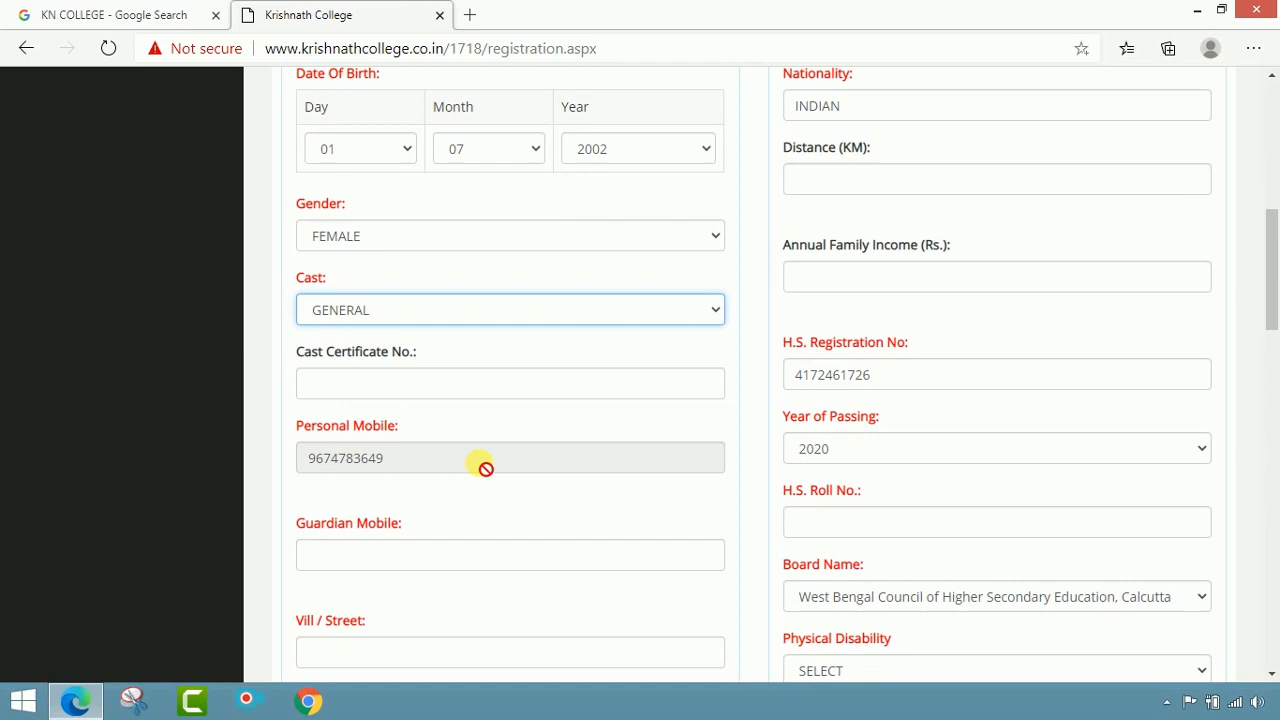 KN COLLEGE - Google Search
Krishnath College
Not secure
www.krishnathcollege.co.in/1718/registration.aspx
Date Of Birth:
Day Month Year
01 07 2002
Gender:
FEMALE
Cast:
GENERAL
Cast Certificate No.:
Personal Mobile:
9674783649
Guardian Mobile:
Vill / Street:
Nationality:
INDIAN
Distance (KM):
Annual Family Income (Rs.):
H.S. Registration No:
4172461726
Year of Passing:
2020
H.S. Roll No.:
Board Name:
West Bengal Council of Higher Secondary Education, Calcutta
Physical Disability
SELECT